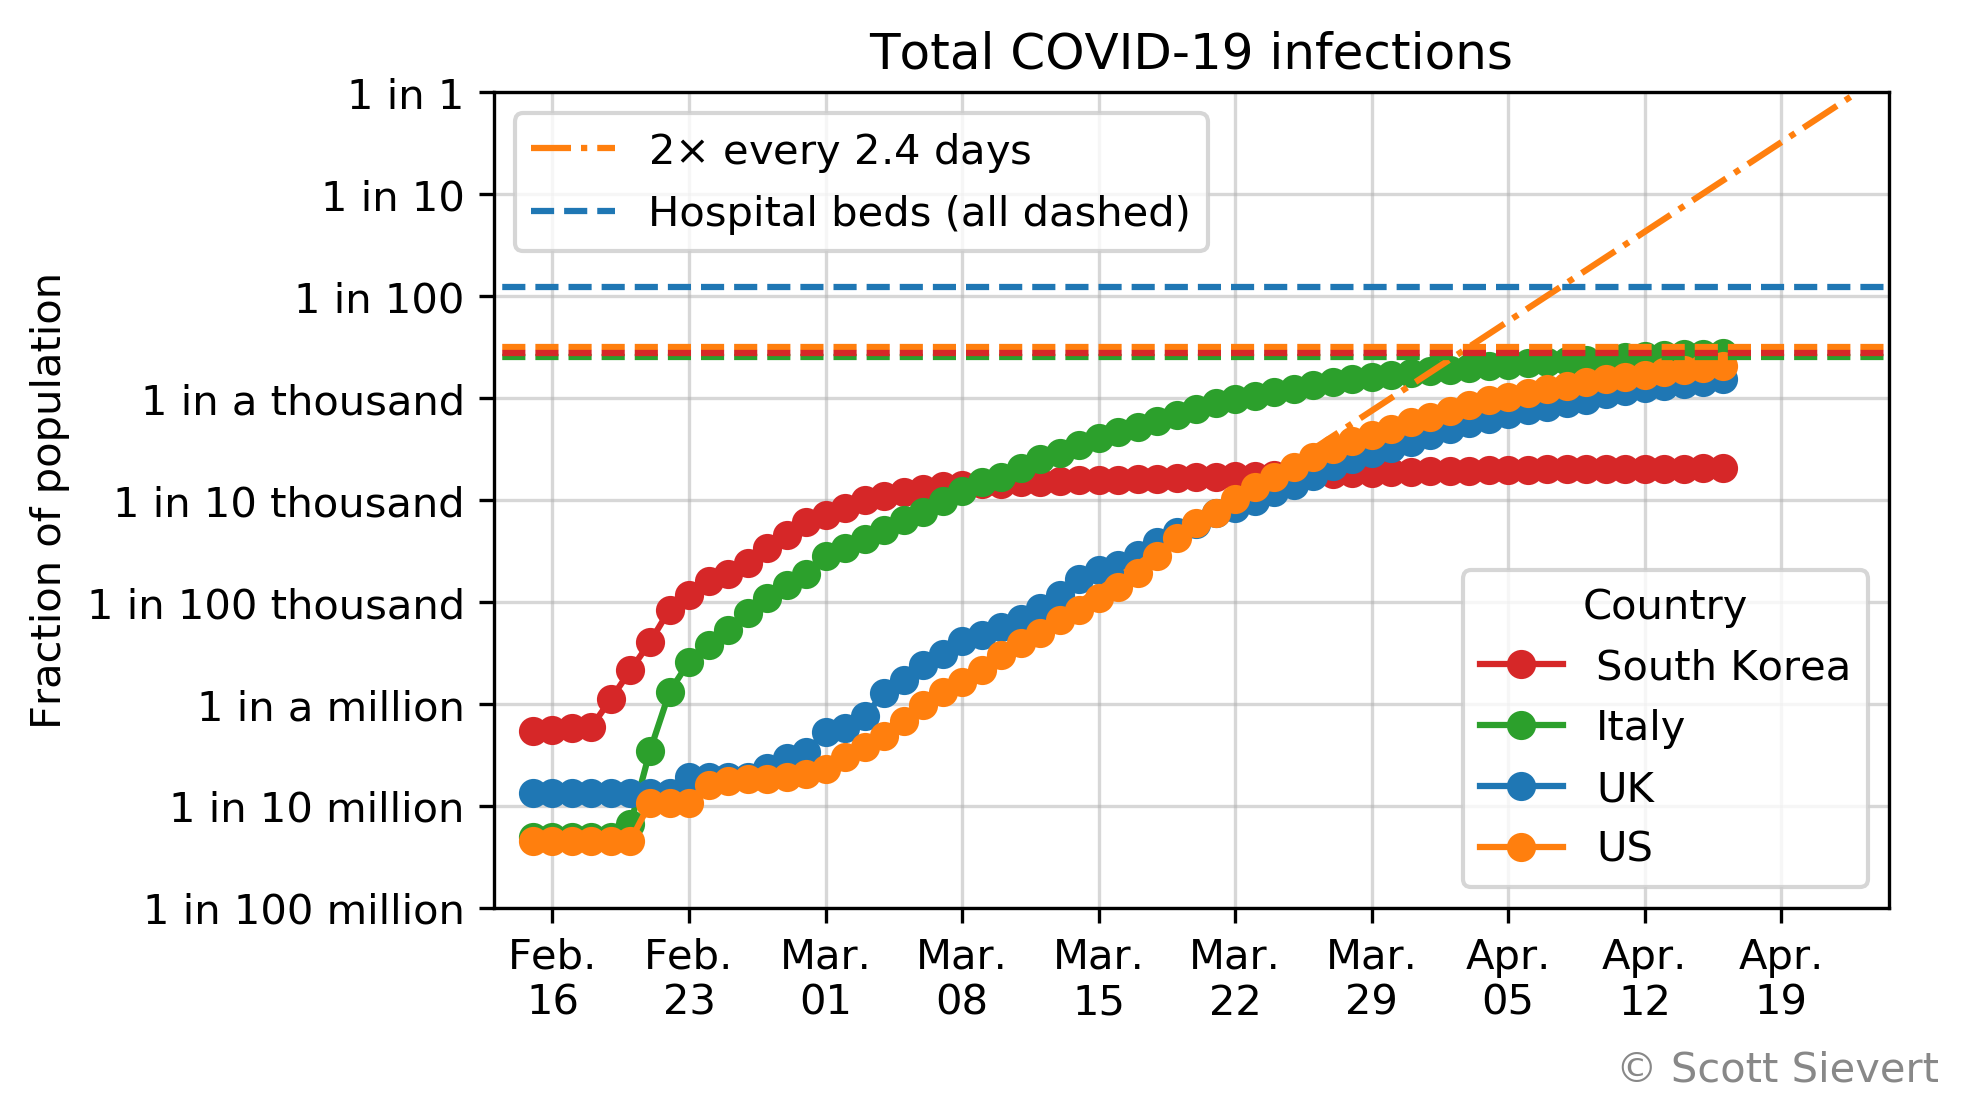 Total COVID-19 infections
Fraction of population
1 in 1
1 in 10
1 in 100
1 in a thousand
1 in 10 thousand
1 in 100 thousand
1 in a million
1 in 10 million
1 in 100 million
2× every 2.4 days
Hospital beds (all dashed)
Country
South Korea
Italy
UK
US
Feb. 16
Feb. 23
Mar. 01
Mar. 08
Mar. 15
Mar. 22
Mar. 29
Apr. 05
Apr. 12
Apr. 19
© Scott Sievert